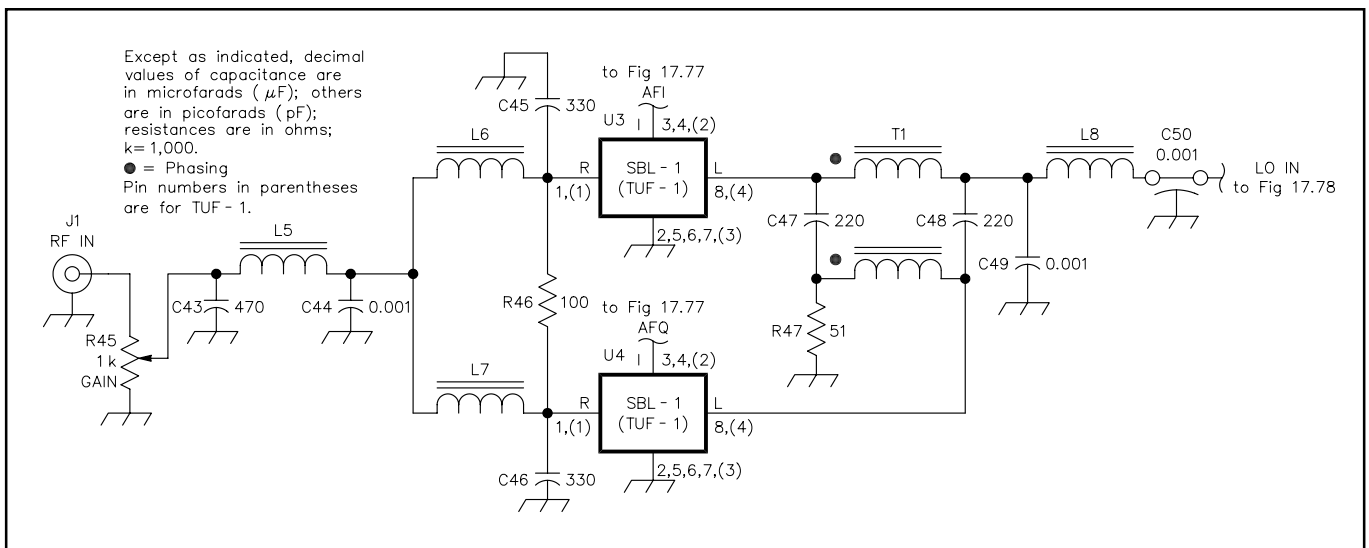 Except as indicated, decimal
values of capacitance are
in microfarads ( μF); others
are in picofarads (pF);
resistances are in ohms;
k=1,000.
● = Phasing
Pin numbers in parentheses
are for TUF-1.
J1
RF IN
R45
1k
GAIN
C43 470
L5
C44 0.001
L6
L7
C45 330
R46 100
C46 330
to Fig 17.77
AFI
U3
I 3,4,(2)
R
1,(1)
SBL-1
(TUF-1)
L
8,(4)
2,5,6,7,(3)
to Fig 17.77
AFQ
U4
I 3,4,(2)
R
1,(1)
SBL-1
(TUF-1)
L
8,(4)
2,5,6,7,(3)
T1
C47 220
C48 220
R47 51
C49 0.001
L8
C50
0.001
LO IN
to Fig 17.78